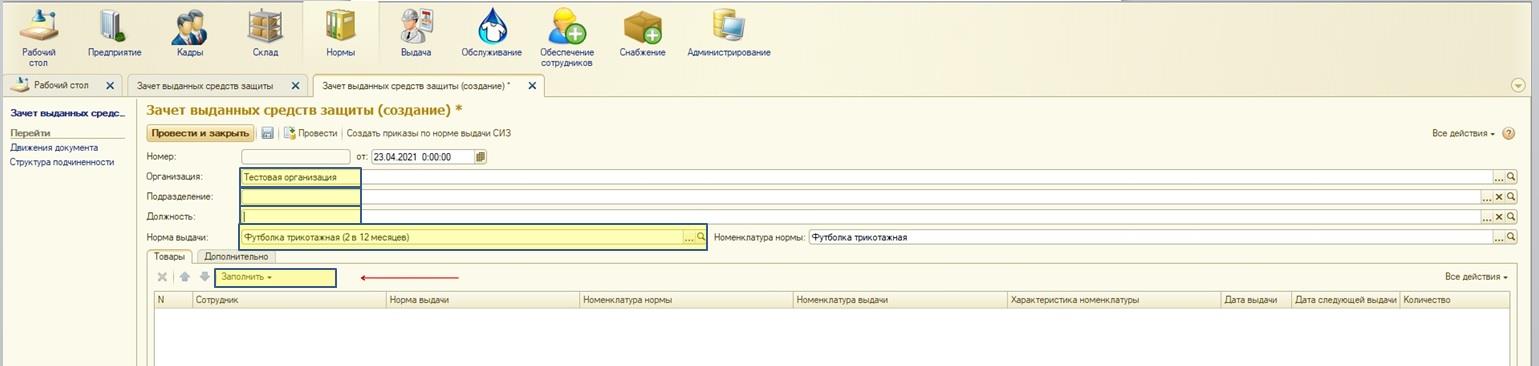 Рабочий стол
Предприятие
Кадры
Склад
Нормы
Выдача
Обслуживание
Обеспечение сотрудников
Снабжение
Администрирование
Рабочий стол
Зачет выданных средств защиты
Зачет выданных средств защиты (создание) *
Зачет выданных средс...
Перейти
Движения документа
Структура подчиненности
Зачет выданных средств защиты (создание) *
Провести и закрыть Провести Создать приказы по норме выдачи СИЗ Все действия
Номер: от: 23.04.2021 0:00:00
Организация: Тестовая организация
Подразделение:
Должность:
Норма выдачи: Футболка трикотажная (2 в 12 месяцев) Номенклатура нормы: Футболка трикотажная
Товары Дополнительно
Заполнить Все действия
N Сотрудник Норма выдачи Номенклатура нормы Номенклатура выдачи Характеристика номенклатуры Дата выдачи Дата следующей выдачи Количество